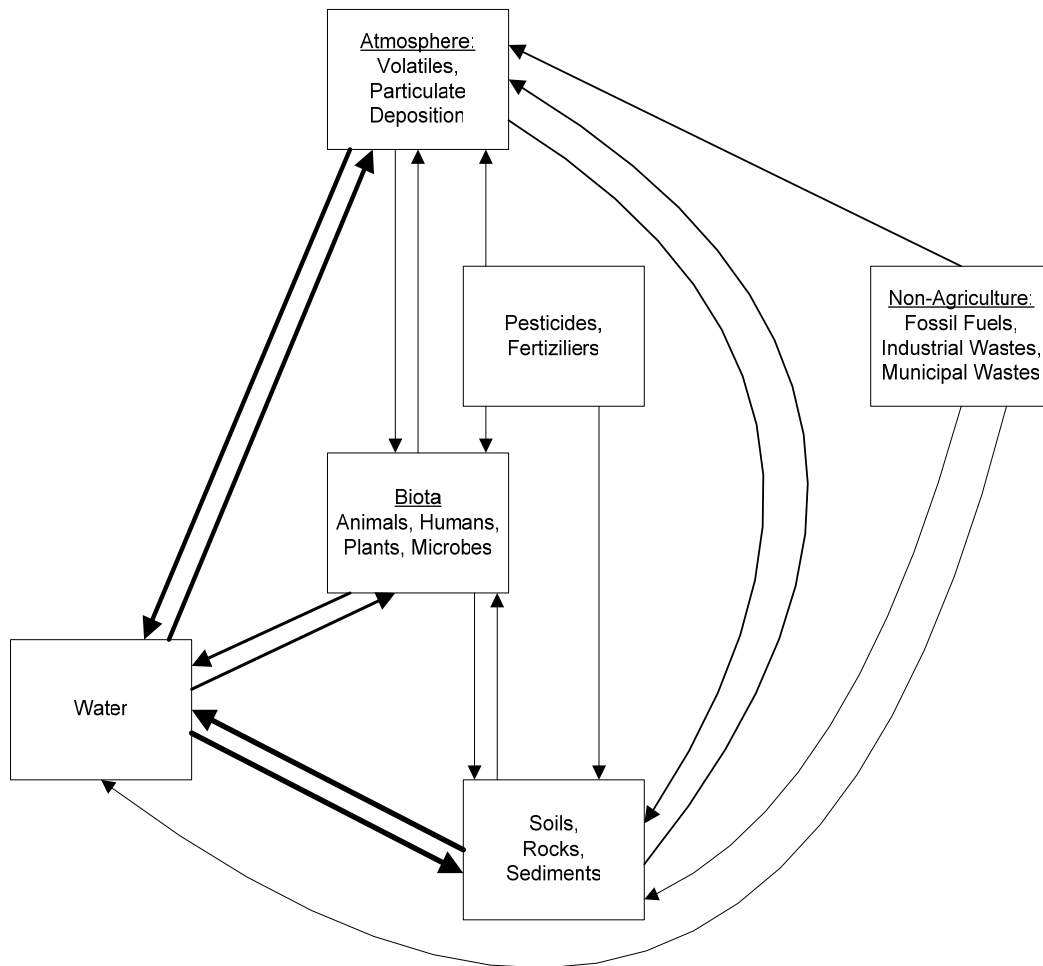 Atmosphere:
Volatiles,
Particulate
Deposition
Pesticides,
Fertiziliers
Non-Agriculture:
Fossil Fuels,
Industrial Wastes,
Municipal Wastes
Biota
Animals, Humans,
Plants, Microbes
Water
Soils,
Rocks,
Sediments